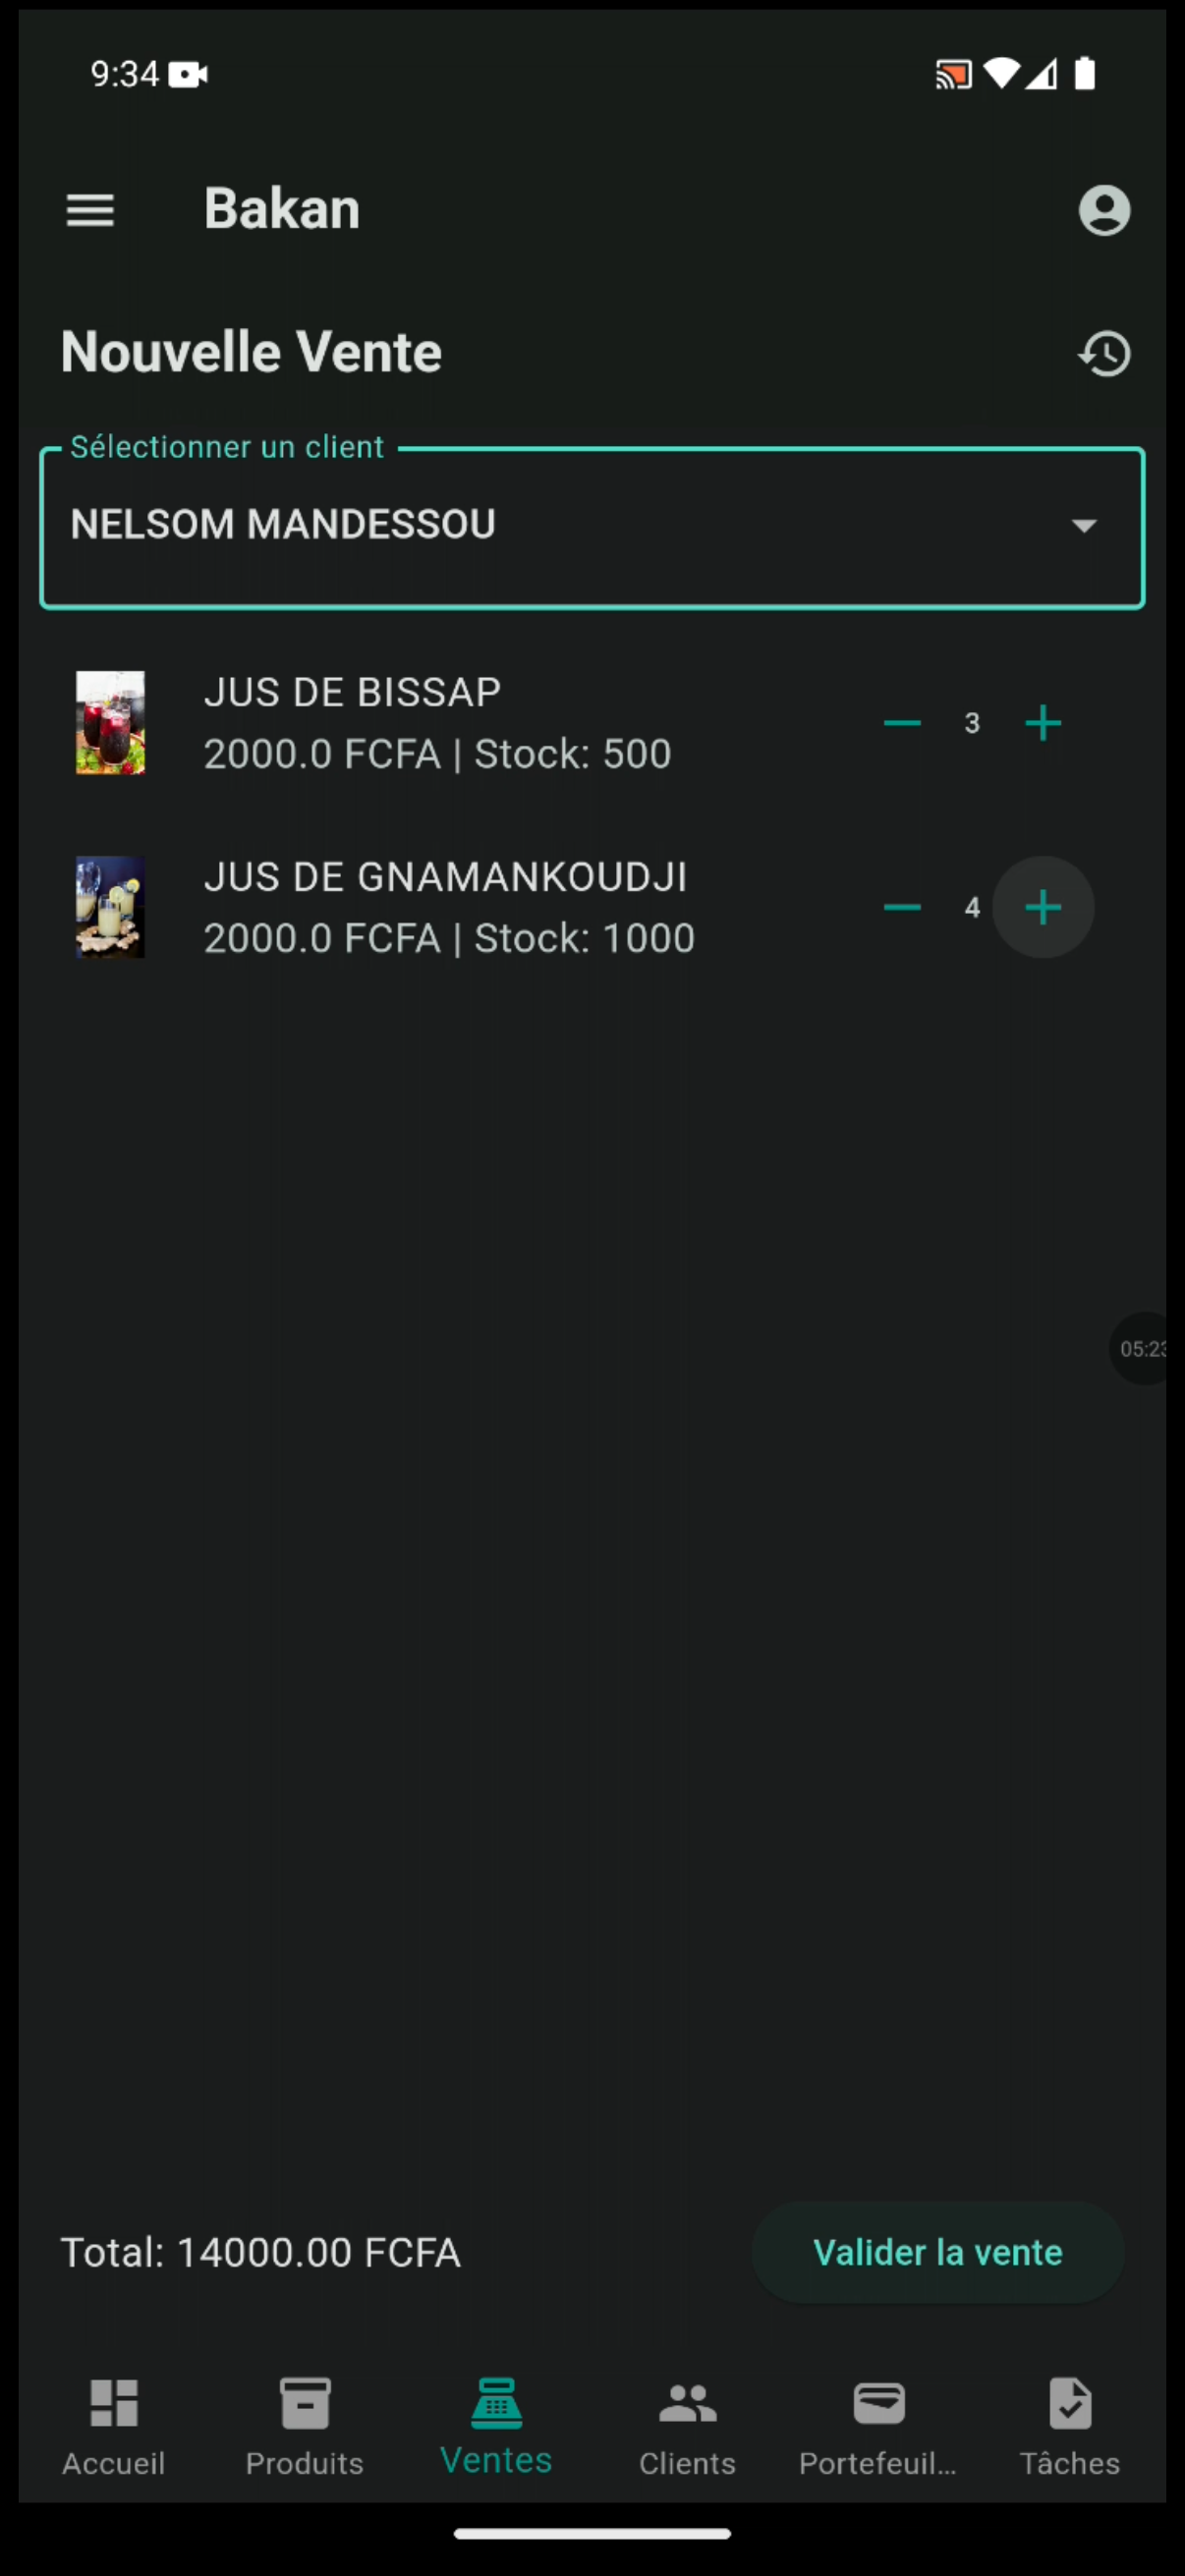 9:34
Bakan
Nouvelle Vente
Sélectionner un client
NELSOM MANDESSOU
JUS DE BISSAP
2000.0 FCFA | Stock: 500
3
JUS DE GNAMANKOUDJI
2000.0 FCFA | Stock: 1000
4
05:23
Total: 14000.00 FCFA
Valider la vente
Accueil
Produits
Ventes
Clients
Portefeuil...
Tâches